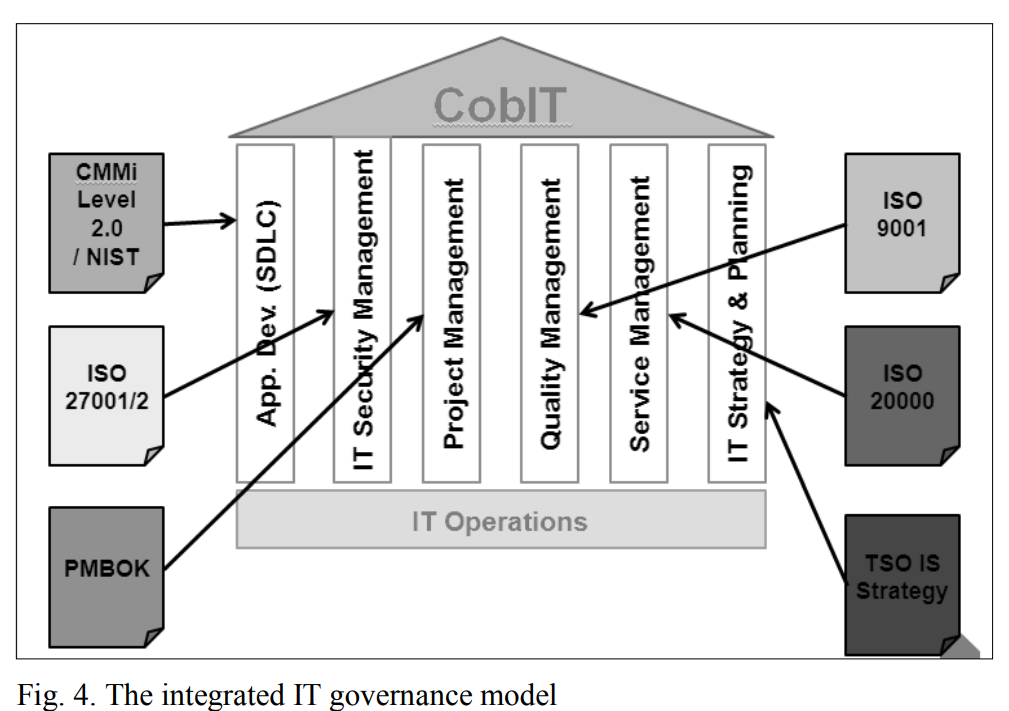 CobIT
CMMi
Level
2.0
/ NIST
ISO
27001/2
PMBOK
App. Dev. (SDLC)
IT Security Management
Project Management
Quality Management
Service Management
IT Strategy & Planning
ISO
9001
ISO
20000
TSO IS
Strategy
IT Operations
Fig. 4. The integrated IT governance model